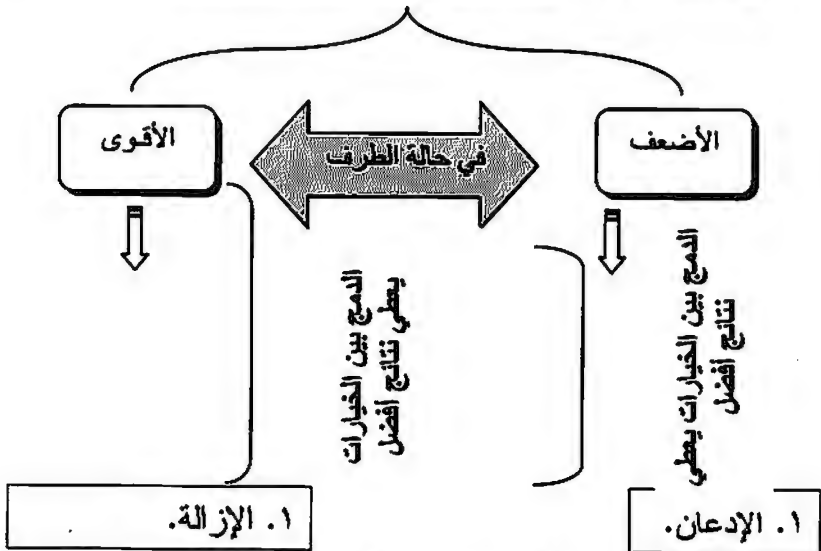 الأضعف
في حالة الطرف
الأقوى
الدمج بين الخيارات يعطي
نتائج أفضل
الدمج بين الخيارات
يعطي نتائج أفضل
١. الإدعان.
١. الإزالة.